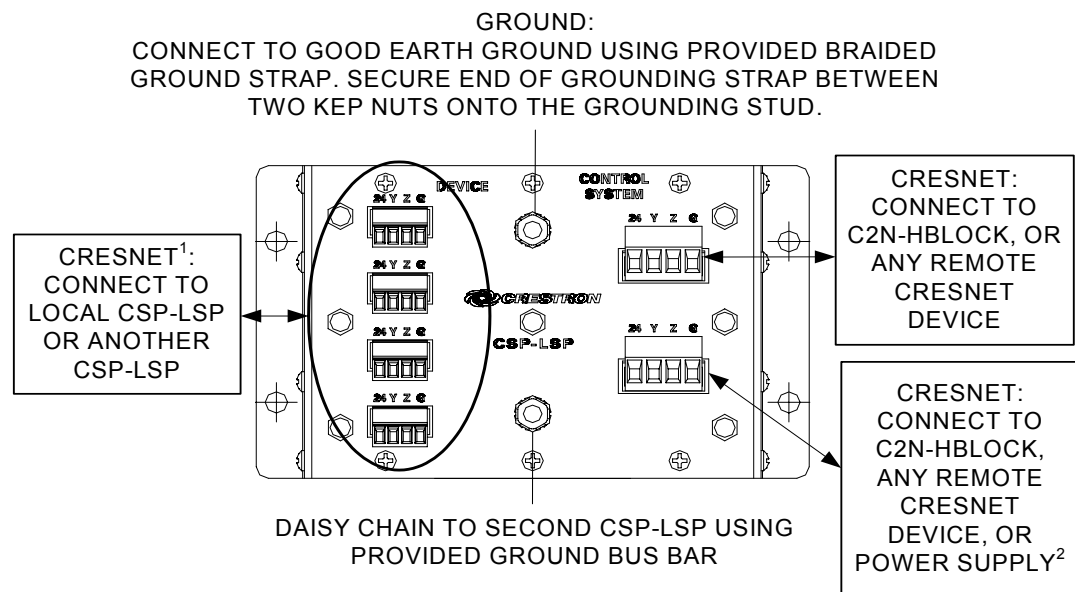 GROUND:
CONNECT TO GOOD EARTH GROUND USING PROVIDED BRAIDED
GROUND STRAP. SECURE END OF GROUNDING STRAP BETWEEN
TWO KEP NUTS ONTO THE GROUNDING STUD.
CRESNET¹:
CONNECT TO
LOCAL CSP-LSP
OR ANOTHER
CSP-LSP
DEVICE
24 Y Z G
24 Y Z G
24 Y Z G
24 Y Z G
CRESTRON
CSP-LSP
CONTROL
SYSTEM
24 Y Z G
24 Y Z G
CRESNET:
CONNECT TO
C2N-HBLOCK, OR
ANY REMOTE
CRESNET
DEVICE
CRESNET:
CONNECT TO
C2N-HBLOCK,
ANY REMOTE
CRESNET
DEVICE, OR
POWER SUPPLY²
DAISY CHAIN TO SECOND CSP-LSP USING
PROVIDED GROUND BUS BAR